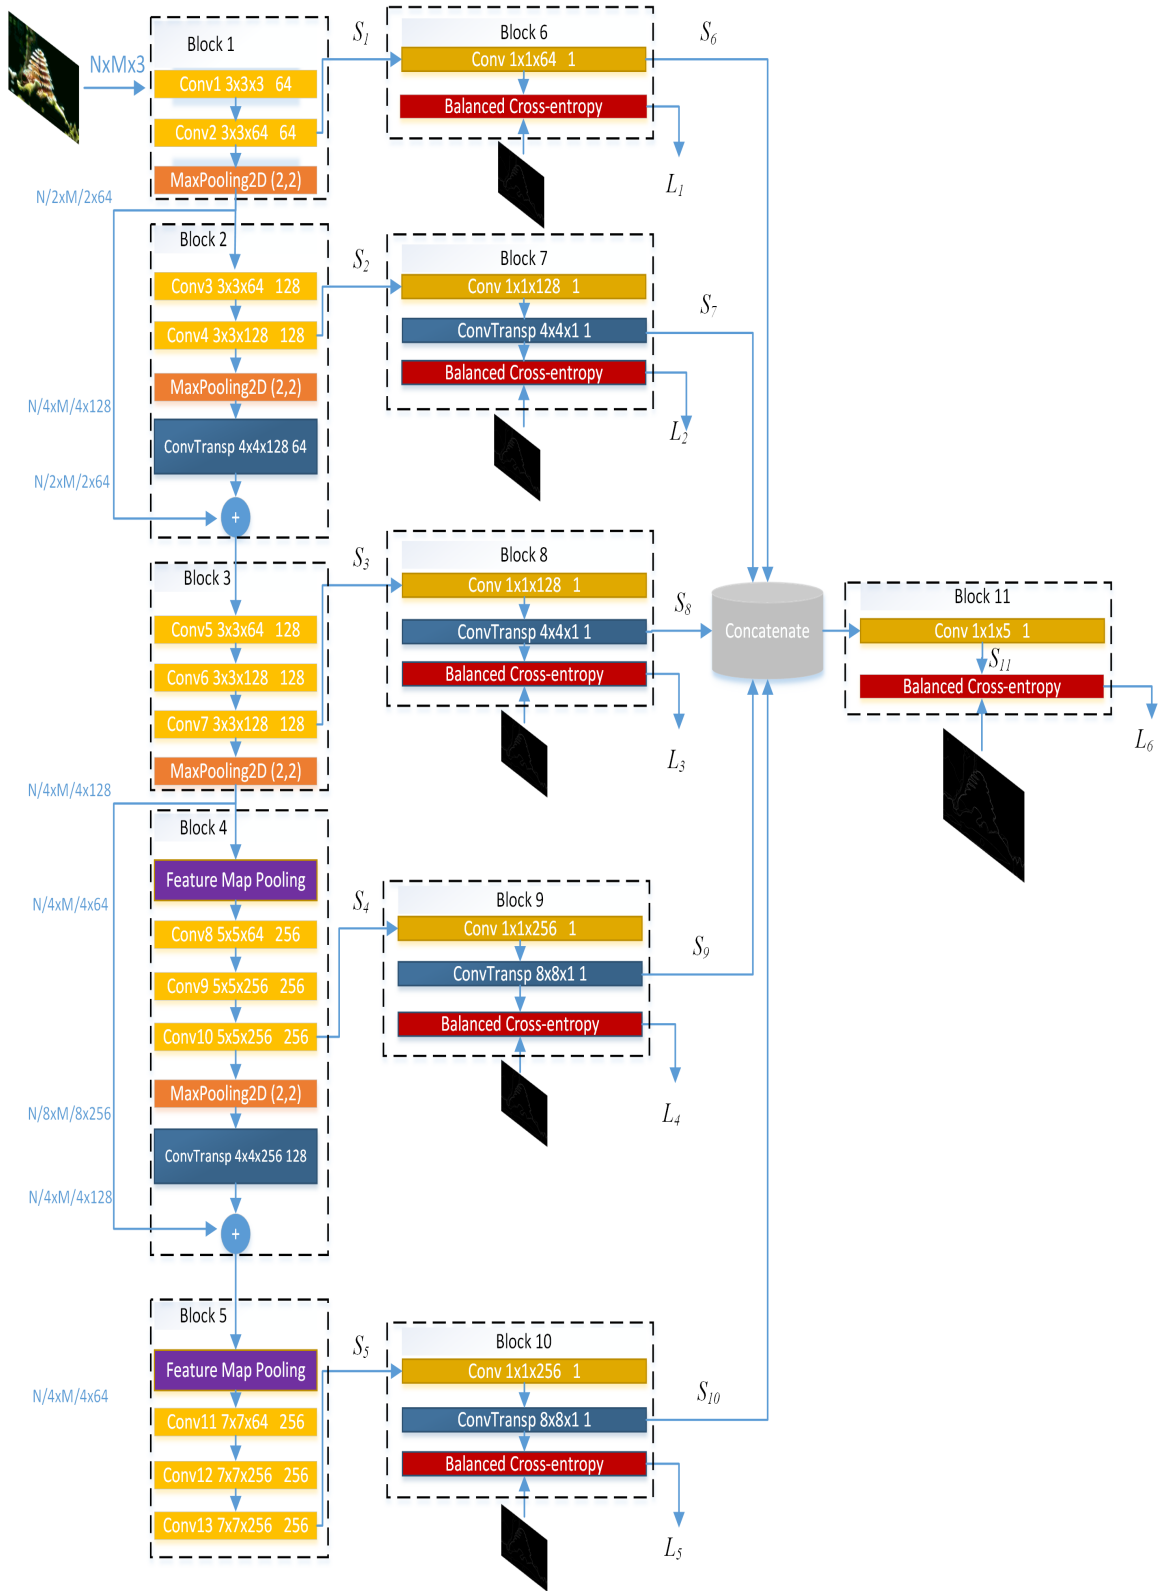 NxMx3
Block 1
Conv1 3x3x3 64
Conv2 3x3x64 64
MaxPooling2D (2,2)
S1
Block 6
Conv 1x1x64 1
Balanced Cross-entropy
S6
L1
N/2xM/2x64
Block 2
Conv3 3x3x64 128
Conv4 3x3x128 128
MaxPooling2D (2,2)
ConvTransp 4x4x128 64
+
N/4xM/4x128
N/2xM/2x64
S2
Block 7
Conv 1x1x128 1
ConvTransp 4x4x1 1
Balanced Cross-entropy
S7
L2
Block 3
Conv5 3x3x64 128
Conv6 3x3x128 128
Conv7 3x3x128 128
MaxPooling2D (2,2)
S3
Block 8
Conv 1x1x128 1
ConvTransp 4x4x1 1
Balanced Cross-entropy
S8
L3
Concatenate
Block 11
Conv 1x1x5 1
S11
Balanced Cross-entropy
L6
N/4xM/4x128
Block 4
Feature Map Pooling
N/4xM/4x64
Conv8 5x5x64 256
Conv9 5x5x256 256
Conv10 5x5x256 256
MaxPooling2D (2,2)
N/8xM/8x256
ConvTransp 4x4x256 128
N/4xM/4x128
+
S4
Block 9
Conv 1x1x256 1
ConvTransp 8x8x1 1
Balanced Cross-entropy
S9
L4
Block 5
Feature Map Pooling
N/4xM/4x64
Conv11 7x7x64 256
Conv12 7x7x256 256
Conv13 7x7x256 256
S5
Block 10
Conv 1x1x256 1
ConvTransp 8x8x1 1
Balanced Cross-entropy
S10
L5